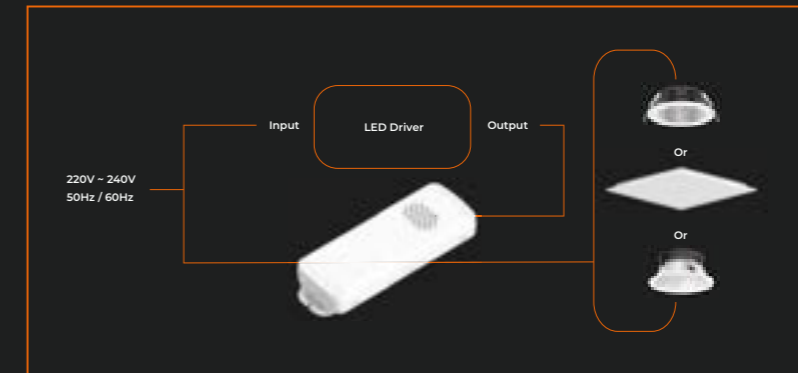 Input
LED Driver
Output
220V ~ 240V
50Hz / 60Hz
Or
Or